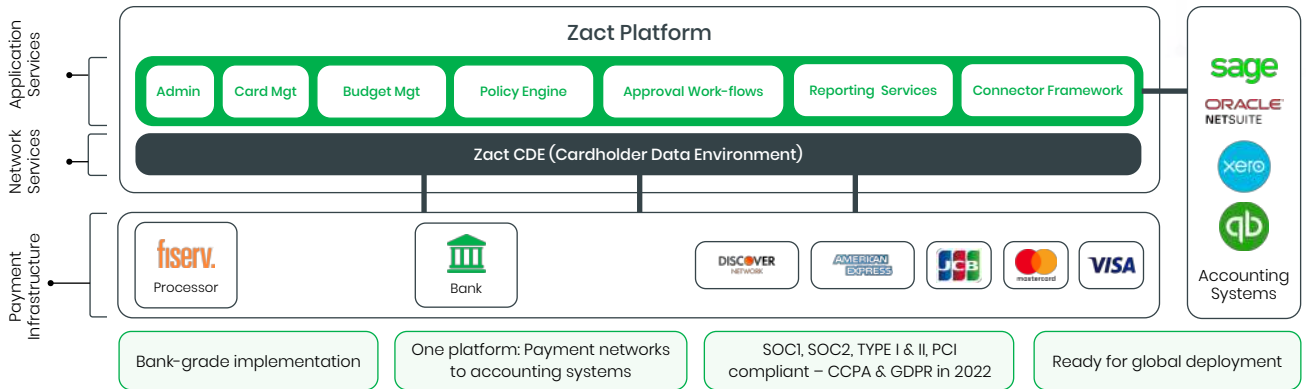 Zact Platform
Application
Services
Admin
Card Mgt
Budget Mgt
Policy Engine
Approval Work-flows
Reporting Services
Connector Framework
Network
Services
Zact CDE (Cardholder Data Environment)
Payment
Infrastructure
fiserv.
Processor
Bank
DISCOVER
NETWORK
AMERICAN
EXPRESS
JCB
mastercard
VISA
sage
ORACLE
NETSUITE
xero
qb
Accounting
Systems
Bank-grade implementation
One platform: Payment networks
to accounting systems
SOC1, SOC2, TYPE I & II, PCI
compliant – CCPA & GDPR in 2022
Ready for global deployment